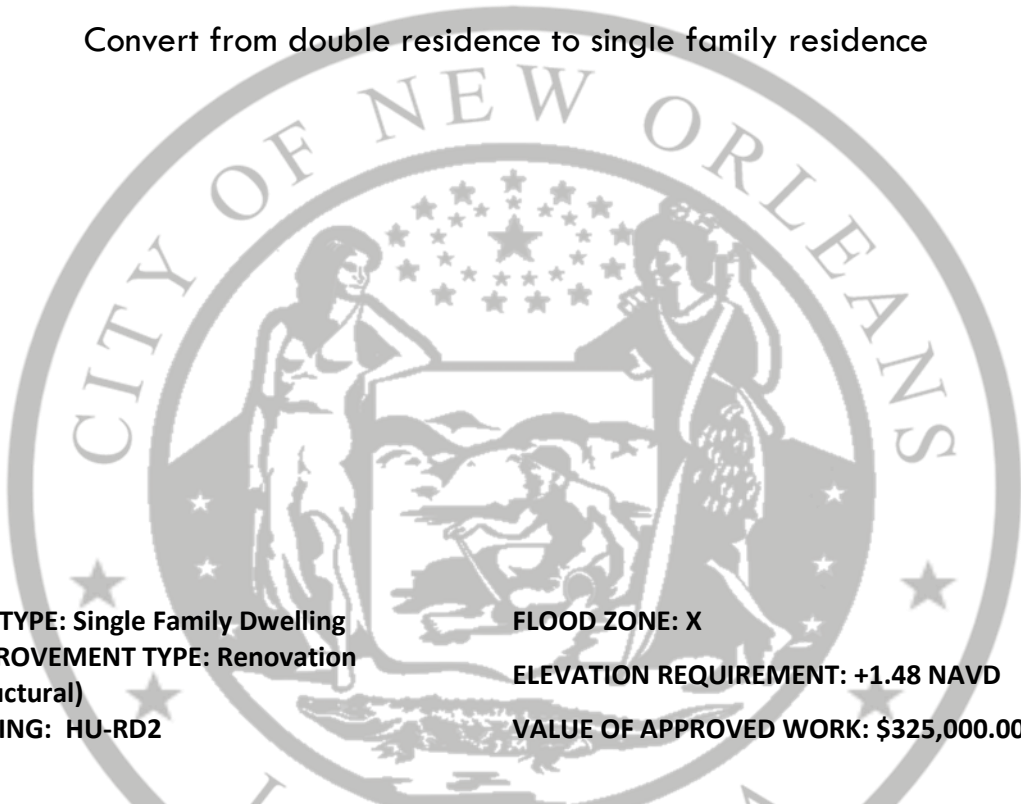 Convert from double residence to single family residence
CITY OF NEW ORLEANS
TYPE: Single Family Dwelling
ROVEMENT TYPE: Renovation
uctural)
ING: HU-RD2
FLOOD ZONE: X
ELEVATION REQUIREMENT: +1.48 NAVD
VALUE OF APPROVED WORK: $325,000.00